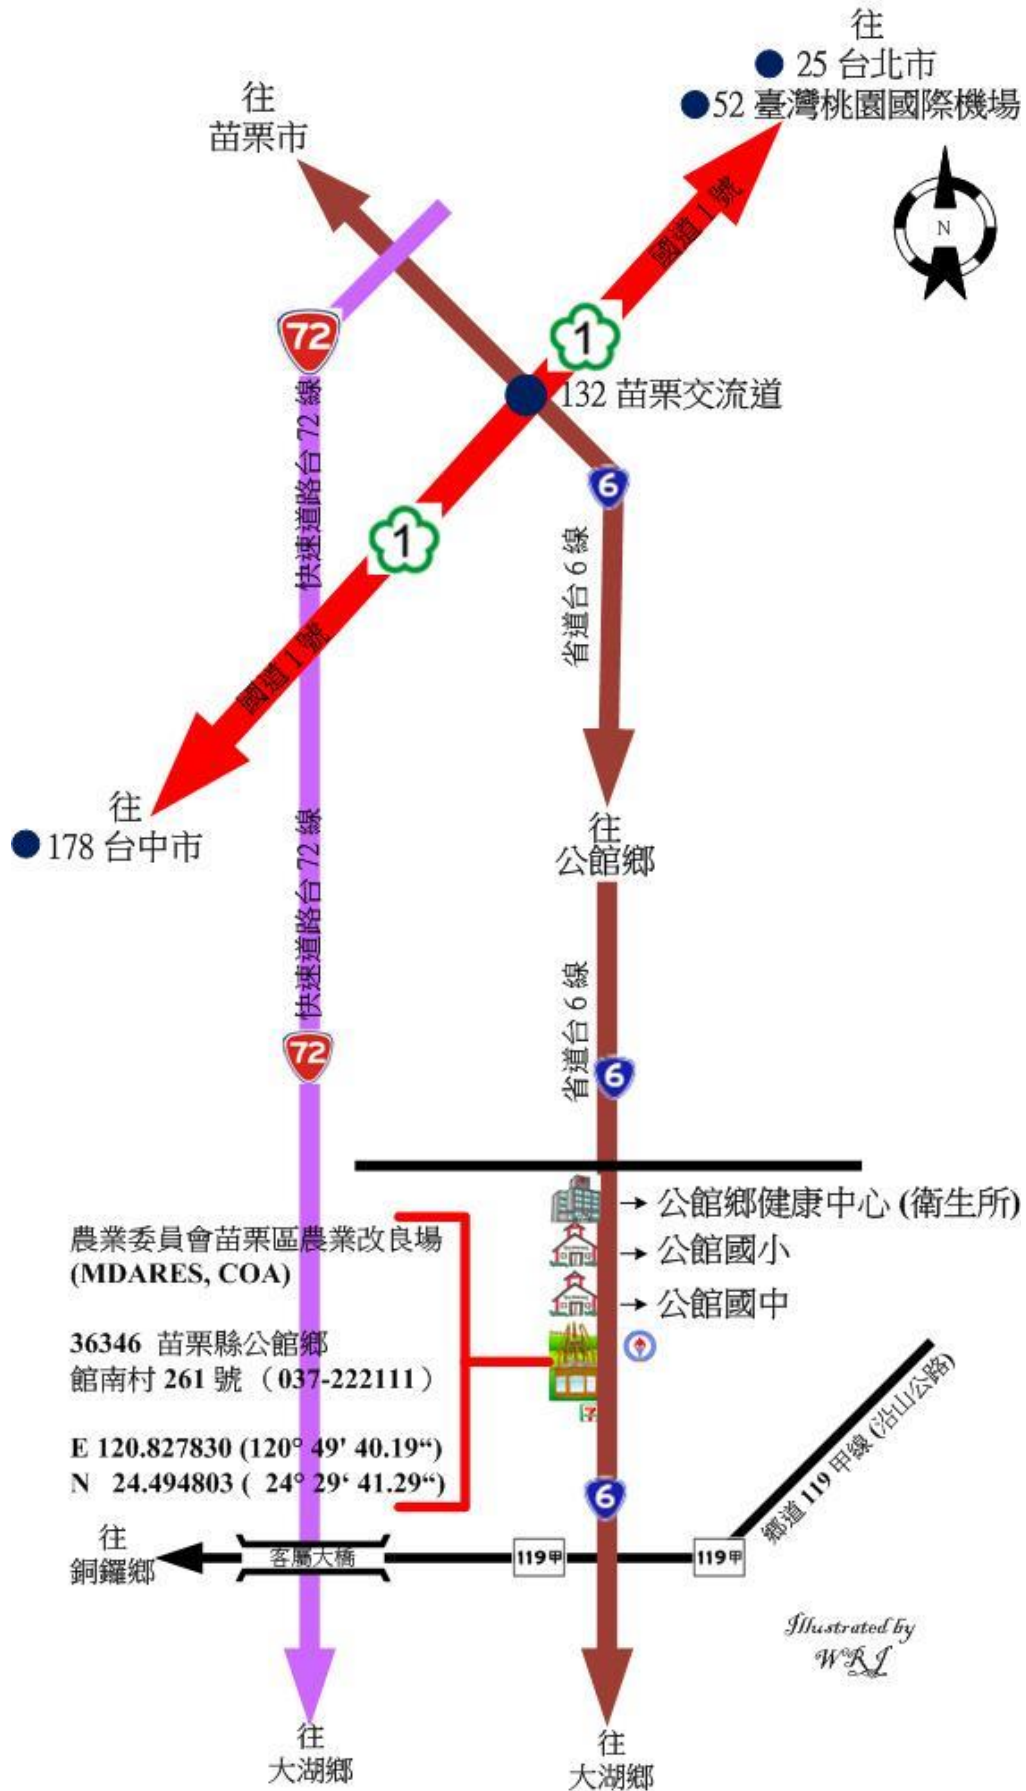 往
25 台北市
52 臺灣桃園國際機場
往
苗栗市
國道 1 號
N
1
72
132 苗栗交流道
快速道路台 72 線
6
1
省道台 6 線
國道 1 號
往
178 台中市
往
公館鄉
快速道路台 72 線
省道台 6 線
72
6
公館鄉健康中心 (衛生所)
公館國小
公館國中
農業委員會苗栗區農業改良場
(MDARES, COA)
36346 苗栗縣公館鄉
館南村 261 號 （037-222111）
7
E 120.827830 (120° 49' 40.19“)
N 24.494803 ( 24° 29‘ 41.29“)
6
鄉道 119 甲線 (沿山公路)
往
銅鑼鄉
客屬大橋
119甲
119甲
Illustrated by
WRJ
往
大湖鄉
往
大湖鄉